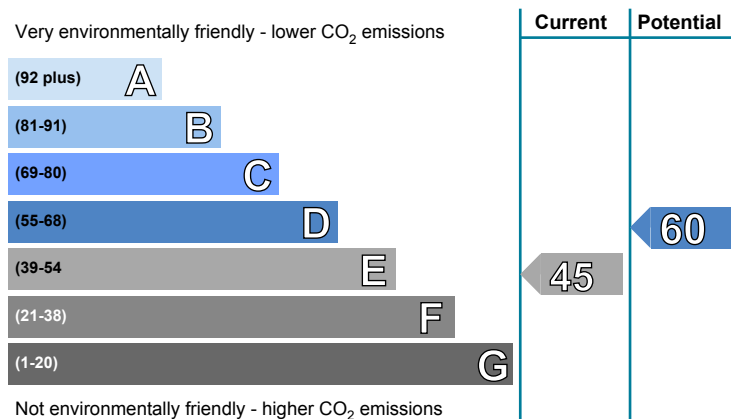 Very environmentally friendly - lower CO2 emissions
Current
Potential
(92 plus) A
(81-91) B
(69-80) C
(55-68) D
60
(39-54 E
45
(21-38) F
(1-20) G
Not environmentally friendly - higher CO2 emissions